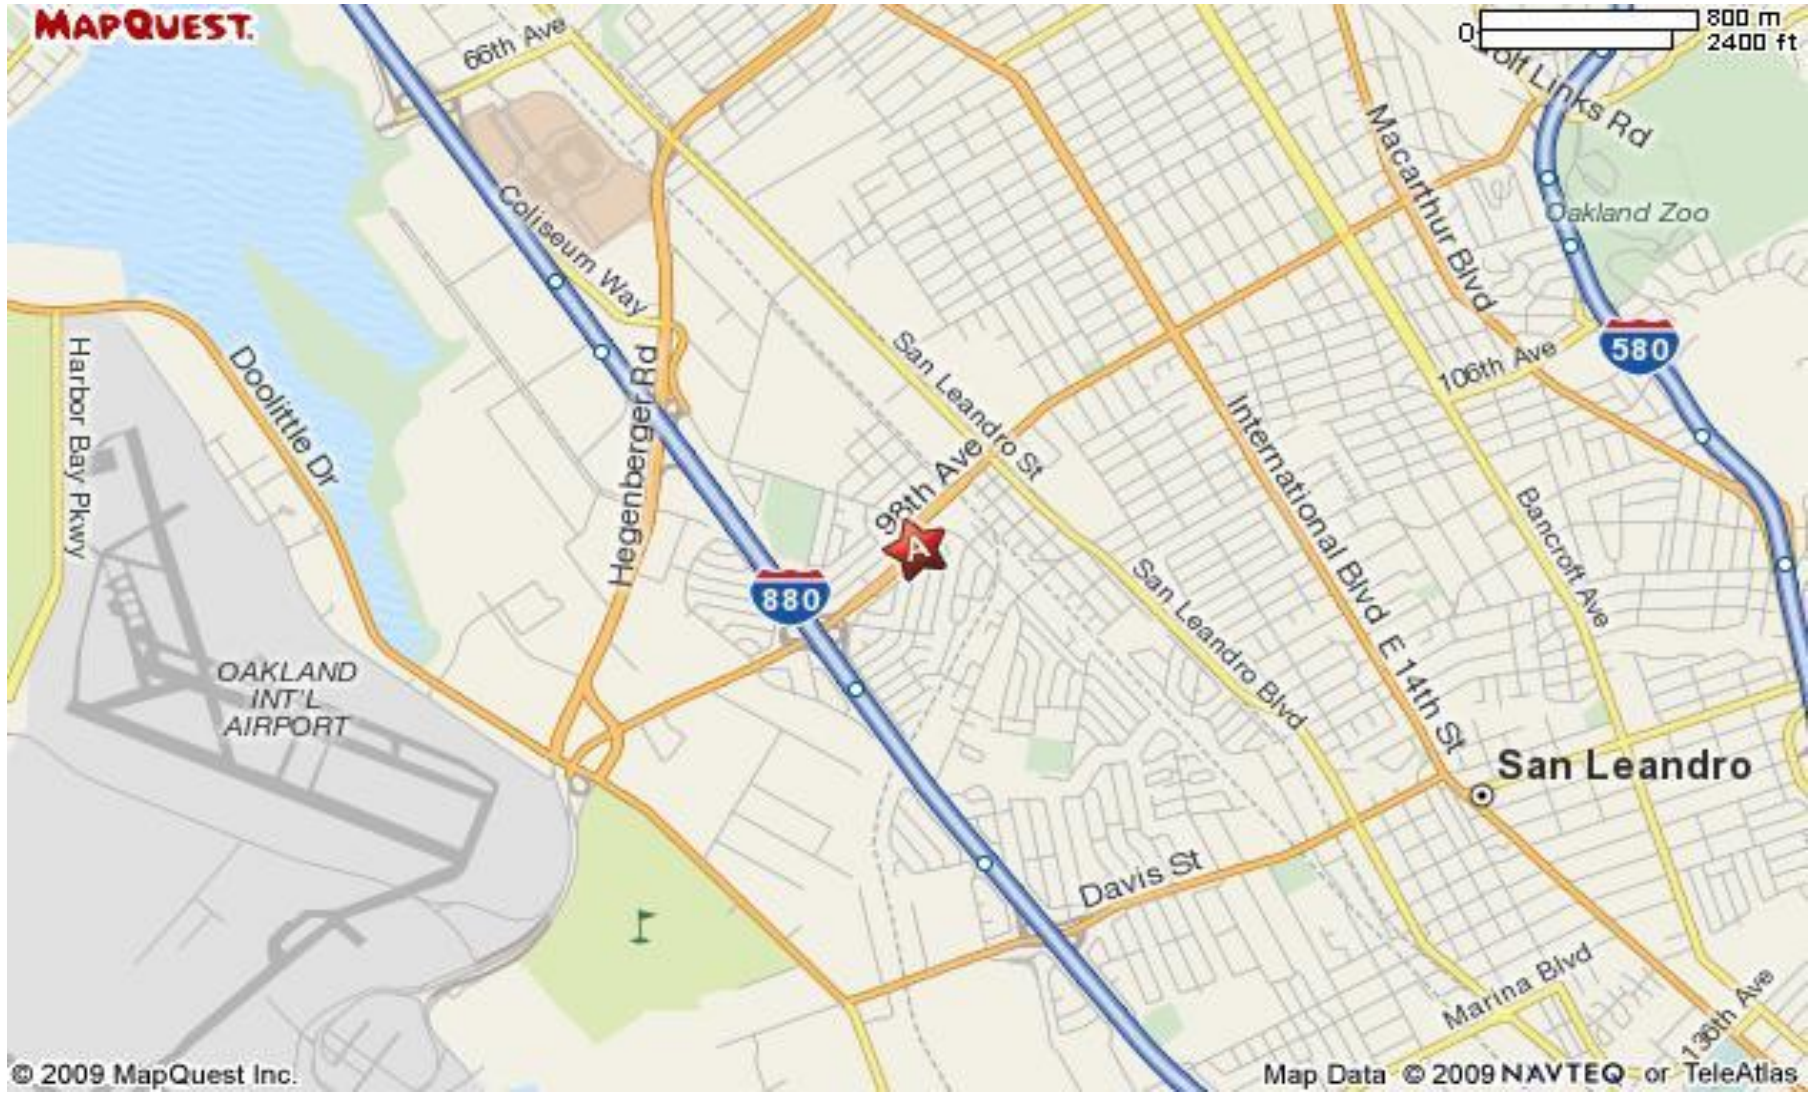 MAPQUEST.
800 m
0
2400 ft
66th Ave
Golf Links Rd
Macarthur Blvd
Coliseum Way
Oakland Zoo
Harbor Bay Pkwy
Doolittle Dr
Hegenberger Rd
San Leandro St
106th Ave
580
98th Ave
A
International Blvd
880
Bancroft Ave
San Leandro Blvd
E 14th St
OAKLAND
INT'L
AIRPORT
San Leandro
Davis St
Marina Blvd
136th Ave
© 2009 MapQuest Inc.
Map Data © 2009 NAVTEQ or TeleAtlas